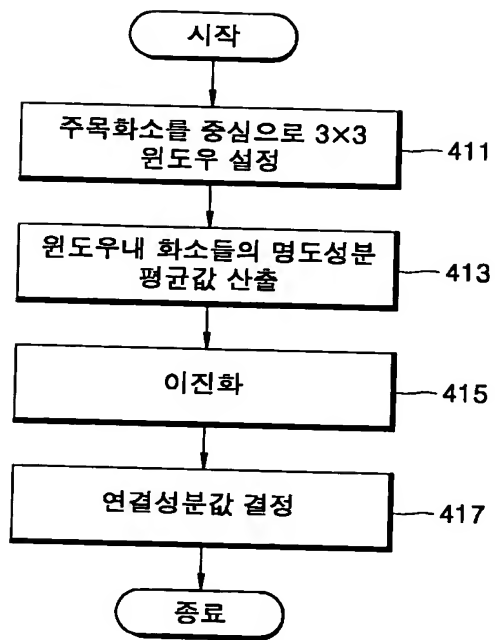 시작
주목화소를 중심으로 3×3
윈도우 설정
411
윈도우내 화소들의 명도성분
평균값 산출
413
이진화
415
연결성분값 결정
417
종료